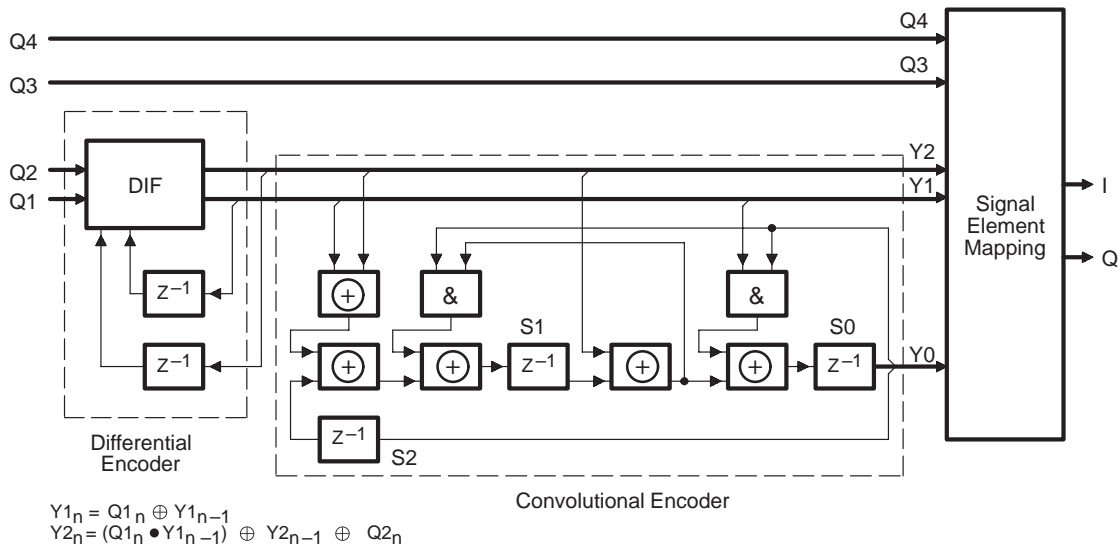 Q4
Q4
Q3
Q3
Q2
Q1
DIF
Y2
Y1
Signal
Element
Mapping
I
Q
Z–1
&
&
Z–1
S1
Z–1
S0
Z–1
Y0
Z–1
S2
Differential
Encoder
Convolutional Encoder
Y1n = Q1n ⊕ Y1n–1
Y2n = (Q1n • Y1n–1) ⊕ Y2n–1 ⊕ Q2n